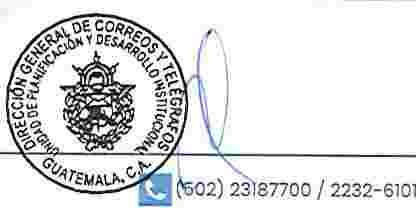 DIRECCIÓN GENERAL DE CORREOS Y TELÉGRAFOS
UNIDAD DE PLANIFICACIÓN Y DESARROLLO INSTITUCIONAL
GUATEMALA, C.A.
(502) 23187700 / 2232-6101